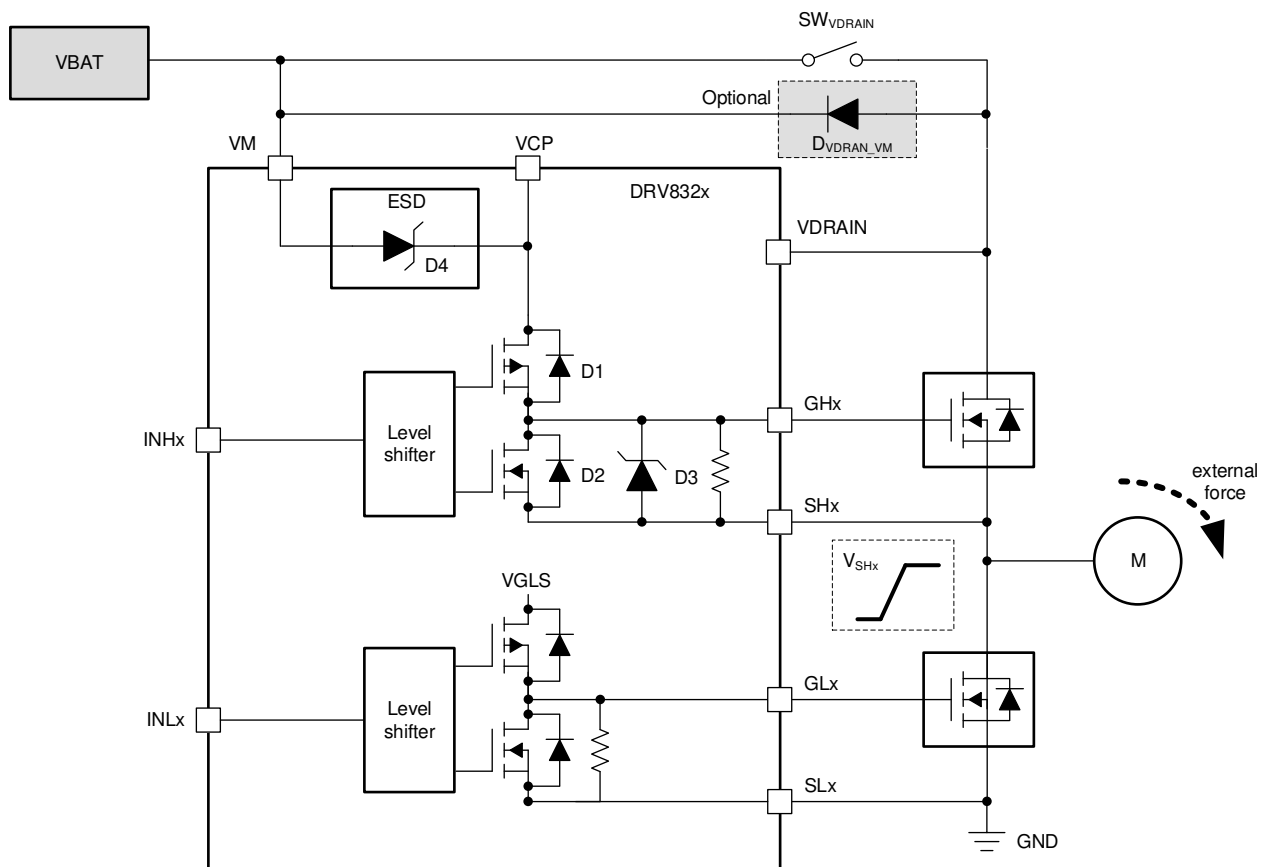 SWVDRAIN
VBAT
Optional
DVDRAN_VM
VM
VCP
ESD
DRV832x
VDRAIN
D4
D1
GHx
Level
shifter
INHx
D2
D3
external
force
SHx
M
VSHx
VGLS
GLx
Level
shifter
INLx
SLx
GND